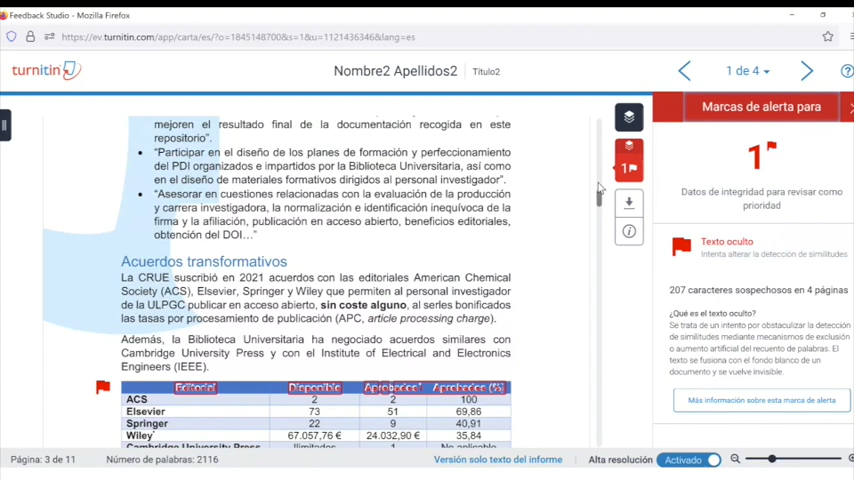 Feedback Studio - Mozilla Firefox
https://ev.turnitin.com/app/carta/es/?o=1845148700&s=1&u=1121436346&lang=es
turnitin
Nombre2 Apellidos2
Título2
1 de 4
mejoren el resultado final de la documentación recogida en este
repositorio”.
• “Participar en el diseño de los planes de formación y perfeccionamiento
del PDI organizados e impartidos por la Biblioteca Universitaria, así como
en el diseño de materiales formativos dirigidos al personal investigador”.
• “Asesorar en cuestiones relacionadas con la evaluación de la producción
y carrera investigadora, la normalización e identificación inequívoca de la
firma y la afiliación, publicación en acceso abierto, beneficios editoriales,
obtención del DOI…”
Acuerdos transformativos
La CRUE suscribió en 2021 acuerdos con las editoriales American Chemical
Society (ACS), Elsevier, Springer y Wiley que permiten al personal investigador
de la ULPGC publicar en acceso abierto, sin coste alguno, al serles bonificados
las tasas por procesamiento de publicación (APC, article processing charge).
Además, la Biblioteca Universitaria ha negociado acuerdos similares con
Cambridge University Press y con el Institute of Electrical and Electronics
Engineers (IEEE).
Editorial Disponible Aprobados* Aprobados (%)
ACS 2 2 100
Elsevier 73 51 69,86
Springer 22 9 40,91
Wiley* 67.057,76 € 24.032,90 € 35,84
Cambridge University Press Ilimitados 1 No aplicable
1
Marcas de alerta para
1
Datos de integridad para revisar como
prioridad
Texto oculto
Intenta alterar la detección de similitudes
207 caracteres sospechosos en 4 páginas
¿Qué es el texto oculto?
Se trata de un intento por obstaculizar la detección
de similitudes mediante mecanismos de exclusión
o aumento artificial del recuento de palabras. El
texto se fusiona con el fondo blanco de un
documento y se vuelve invisible.
Más información sobre esta marca de alerta
Página: 3 de 11
Número de palabras: 2116
Versión solo texto del informe
Alta resolución
Activado